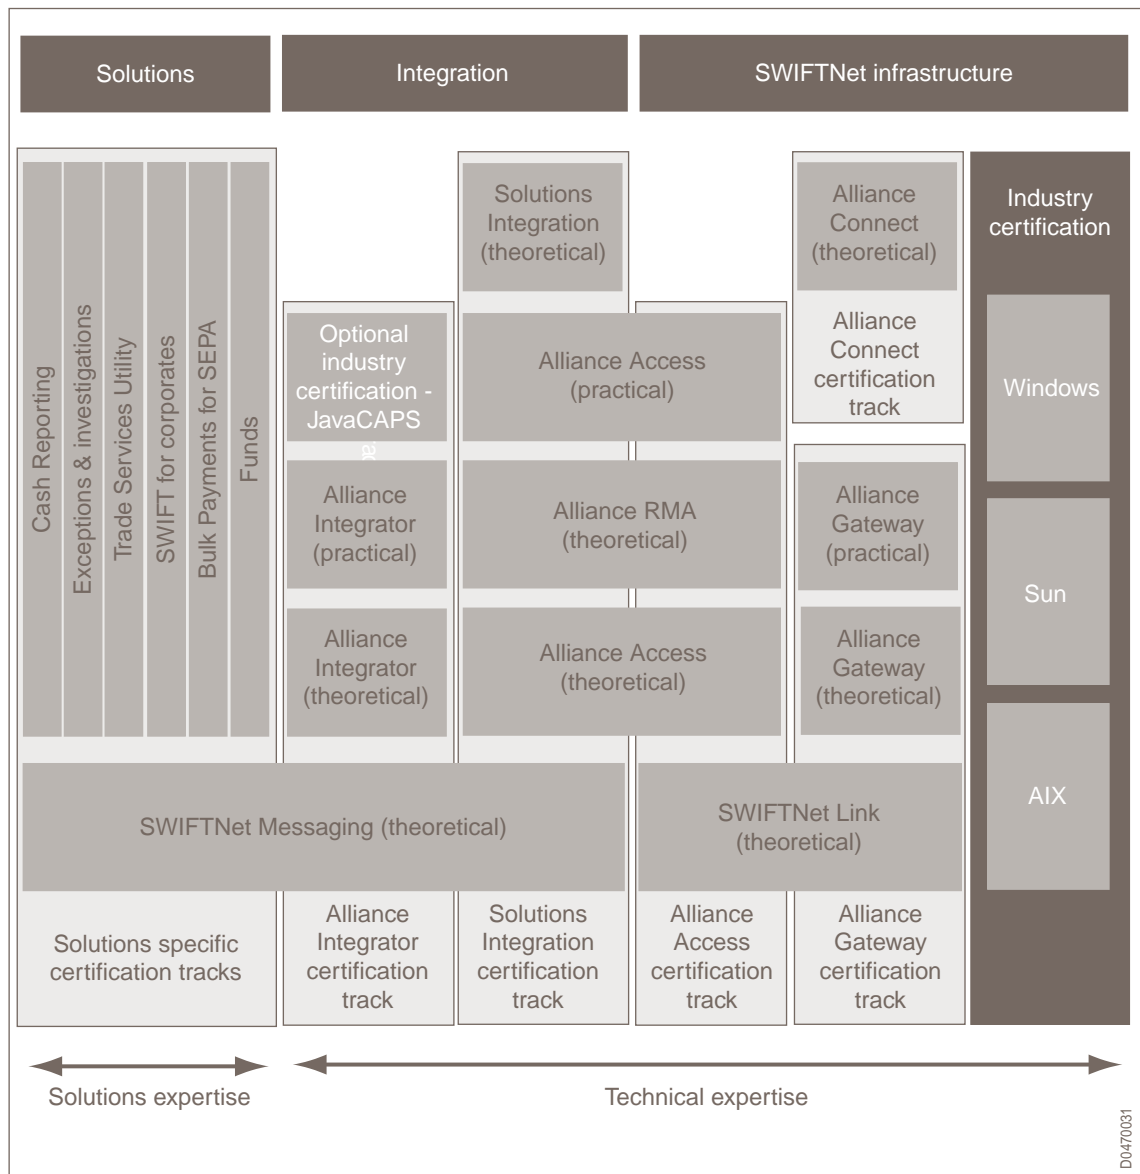 Solutions
Integration
SWIFTNet infrastructure
Cash Reporting
Exceptions & investigations
Trade Services Utility
SWIFT for corporates
Bulk Payments for SEPA
Funds
Optional
industry
certification -
JavaCAPS
Alliance
Integrator
(practical)
Alliance
Integrator
(theoretical)
Solutions
Integration
(theoretical)
Alliance Access
(practical)
Alliance RMA
(theoretical)
Alliance Access
(theoretical)
Alliance
Connect
(theoretical)
Alliance
Connect
certification
track
Alliance
Gateway
(practical)
Alliance
Gateway
(theoretical)
Industry
certification
Windows
Sun
AIX
SWIFTNet Messaging (theoretical)
SWIFTNet Link
(theoretical)
Solutions specific
certification tracks
Alliance
Integrator
certification
track
Solutions
Integration
certification
track
Alliance
Access
certification
track
Alliance
Gateway
certification
track
Solutions expertise
Technical expertise
D0470031